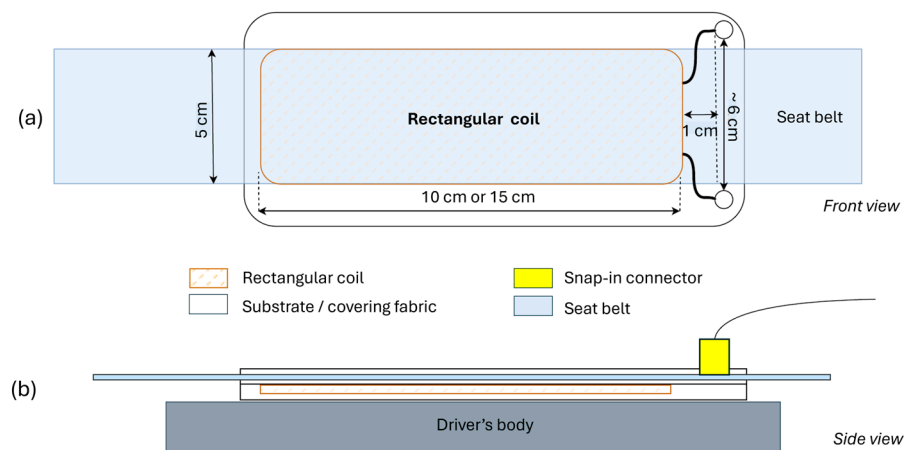 (a)
5 cm
Rectangular coil
1 cm
~ 6 cm
Seat belt
10 cm or 15 cm
Front view
Rectangular coil
Snap-in connector
Substrate / covering fabric
Seat belt
(b)
Driver’s body
Side view